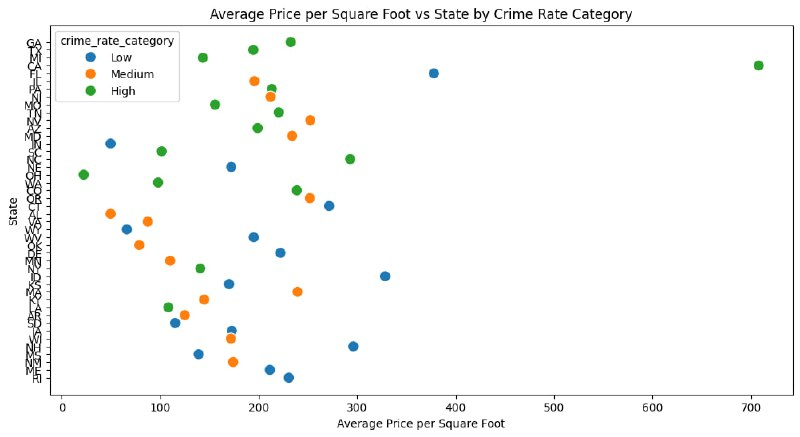 Average Price per Square Foot vs State by Crime Rate Category
crime_rate_category
Low
Medium
High
State
GA
TX
MI
CA
FL
IL
PA
NJ
MO
TN
NV
AZ
MD
IN
SC
NC
NE
OH
WA
CO
OR
CT
AL
VA
WV
OK
DE
MN
NY
ID
KS
MA
KY
LA
AR
SD
IA
WI
NH
MS
NM
ME
RI
0 100 200 300 400 500 600 700
Average Price per Square Foot